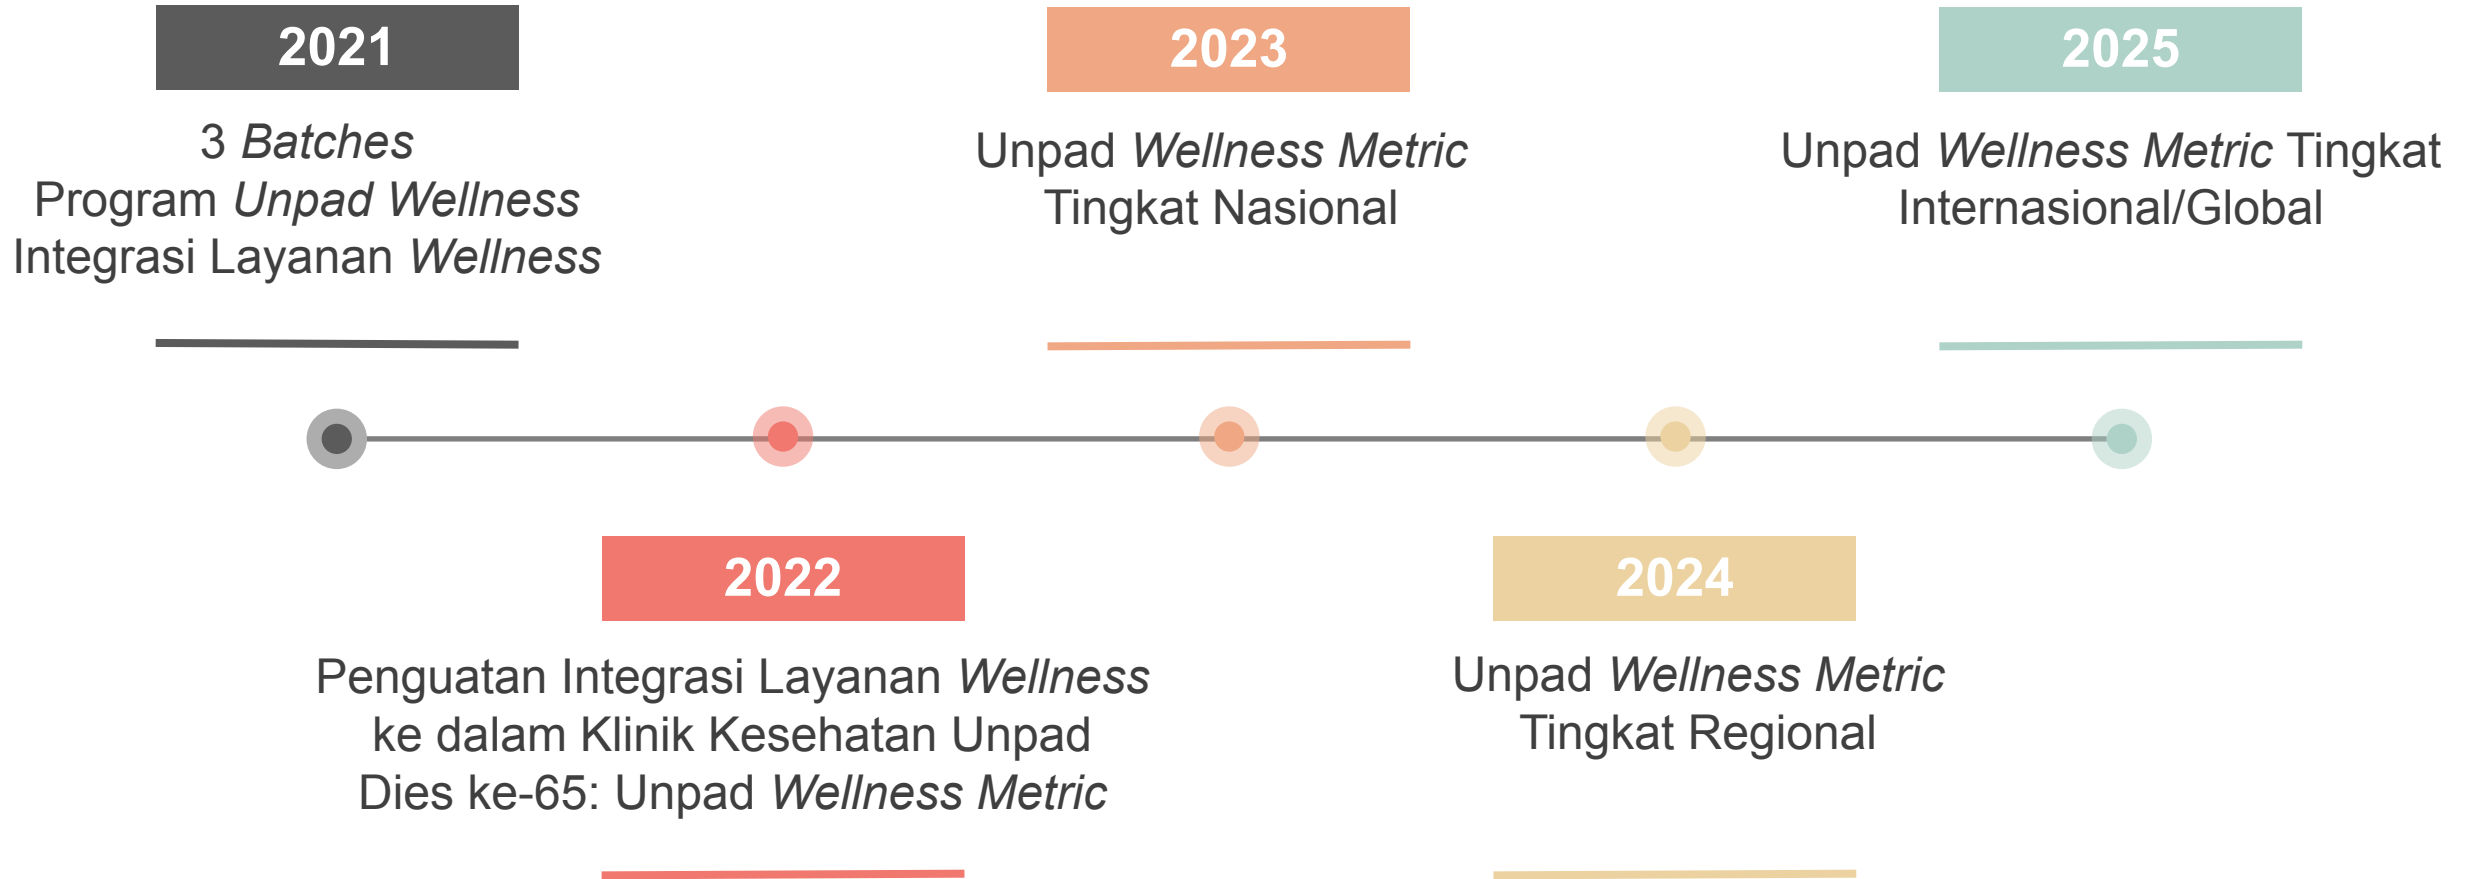 2021
3 Batches
Program Unpad Wellness
Integrasi Layanan Wellness
2022
Penguatan Integrasi Layanan Wellness
ke dalam Klinik Kesehatan Unpad
Dies ke-65: Unpad Wellness Metric
2023
Unpad Wellness Metric
Tingkat Nasional
2024
Unpad Wellness Metric
Tingkat Regional
2025
Unpad Wellness Metric Tingkat
Internasional/Global